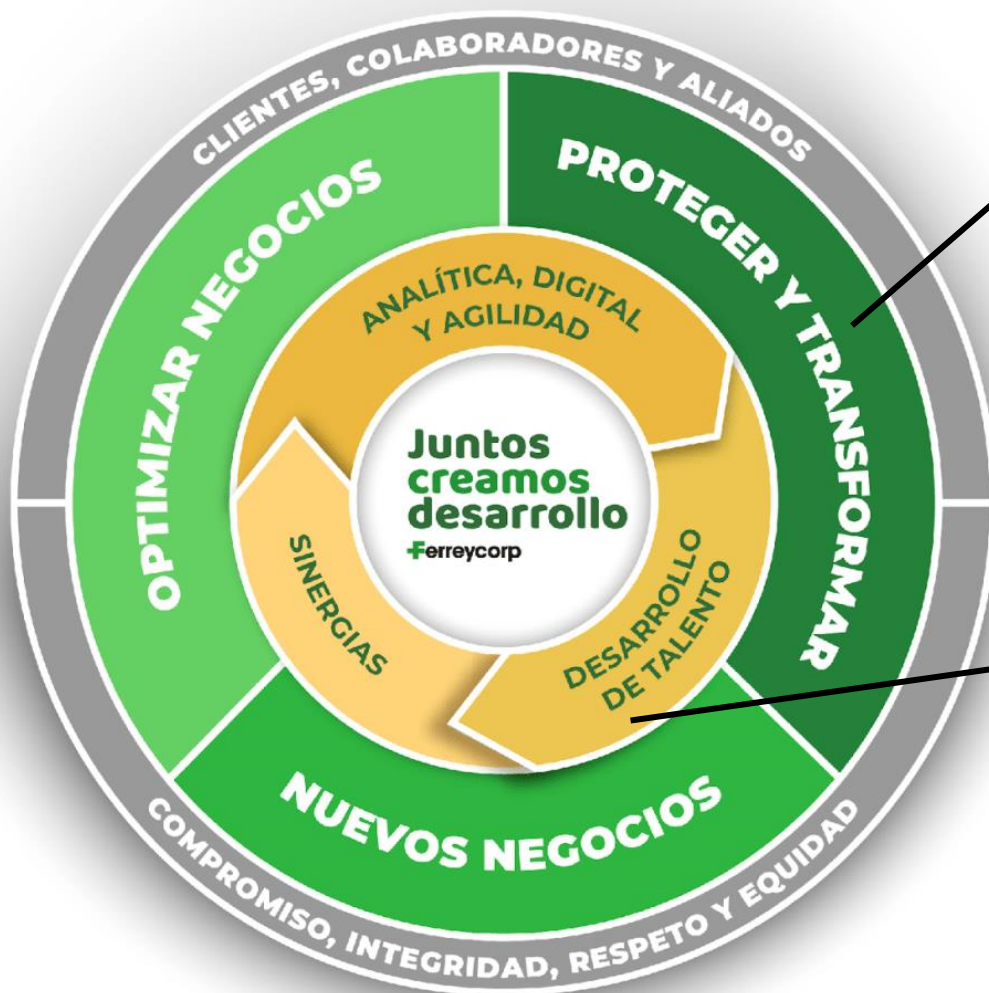 CLIENTES, COLABORADORES Y ALIADOS
OPTIMIZAR NEGOCIOS
PROTEGER Y TRANSFORMAR
ANALÍTICA, DIGITAL
Y AGILIDAD
Juntos
creamos
desarrollo
Ferreycorp
SINERGIAS
DESARROLLO
DE TALENTO
NUEVOS NEGOCIOS
COMPROMISO, INTEGRIDAD, RESPETO Y EQUIDAD